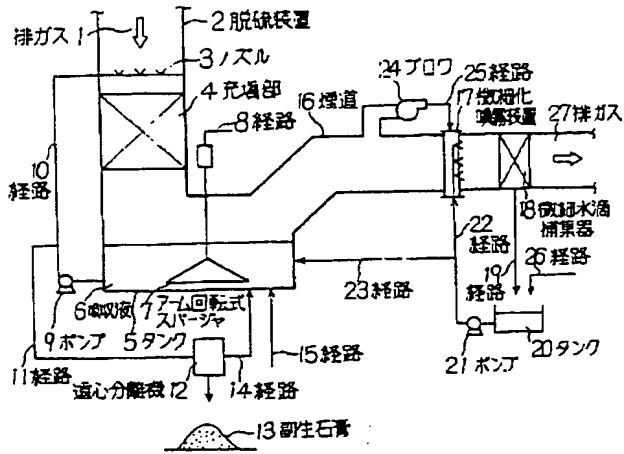 排ガス 1
2 脱硫装置
3 ノズル
4 充填部
8 経路
16 煙道
24 ブロワ
25 経路
17 微細化
噴霧装置
27 排ガス
10
経路
18 微細水滴
捕集器
22
経路
19
経路
26 経路
23 経路
6 吸収液
7 アーム回転式
スパージャ
9 ポンプ
5 タンク
11 経路
遠心分離機 12
14 経路
15 経路
21 ポンプ
20 タンク
13 副生石膏